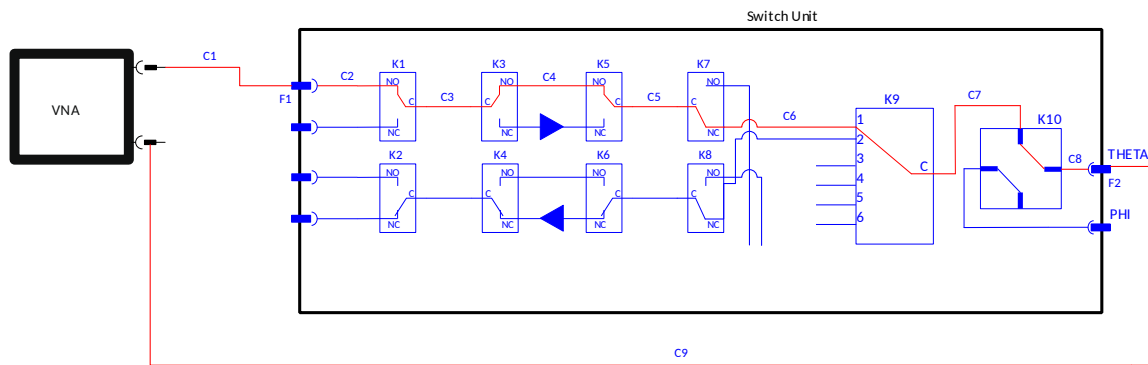 Switch Unit
VNA
C1
F1
C2
K1
NO
C
NC
C3
K3
NO
C
NC
C4
K5
NO
C
NC
C5
K7
NO
C
NC
C6
K2
NO
C
NC
K4
NO
C
NC
K6
NO
C
NC
K8
NO
C
NC
K9
1
2
3
4
5
6
C
C7
K10
C8
THETA
F2
PHI
C9